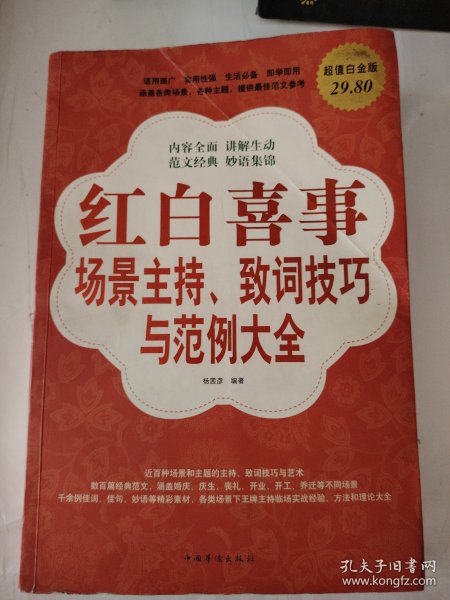 适用面广 实用性强 生活必备 即学即用
涵盖各类场景，各种主题，提供最佳范文参考
超值白金版
29.80
内容全面 讲解生动
范文经典 妙语集锦
红白喜事
场景主持、致词技巧
与范例大全
杨茜彦 编著
近百种场景和主题的主持、致词技巧与艺术
数百篇经典范文，涵盖婚庆、庆生、丧礼、开业、开工、乔迁等不同场景
千余例佳词、佳句、妙语等精彩素材，各类场景下王牌主持临场实战经验、方法和理论大全
中国华侨出版社
孔夫子旧书网
www.kongfz.com